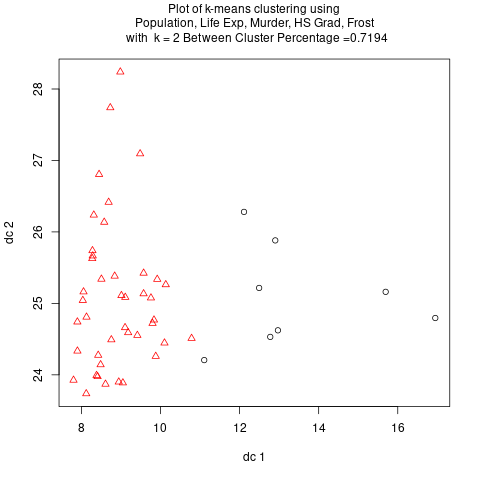 Plot of k-means clustering using
Population, Life Exp, Murder, HS Grad, Frost
with  k = 2 Between Cluster Percentage =0.7194
28
27
26
25
24
dc 2
8 10 12 14 16
dc 1